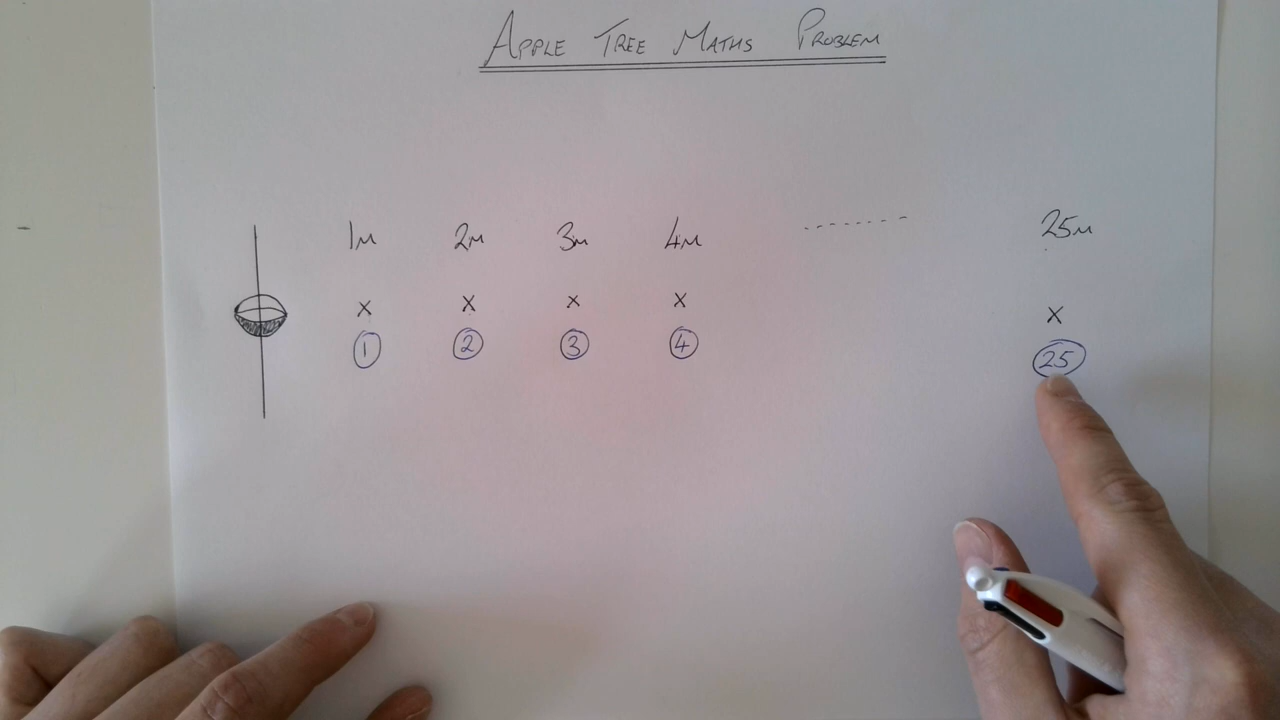 APPLE TREE MATHS PROBLEM
1M 2M 3M 4M 25M
x x x x x
1 2 3 4 25